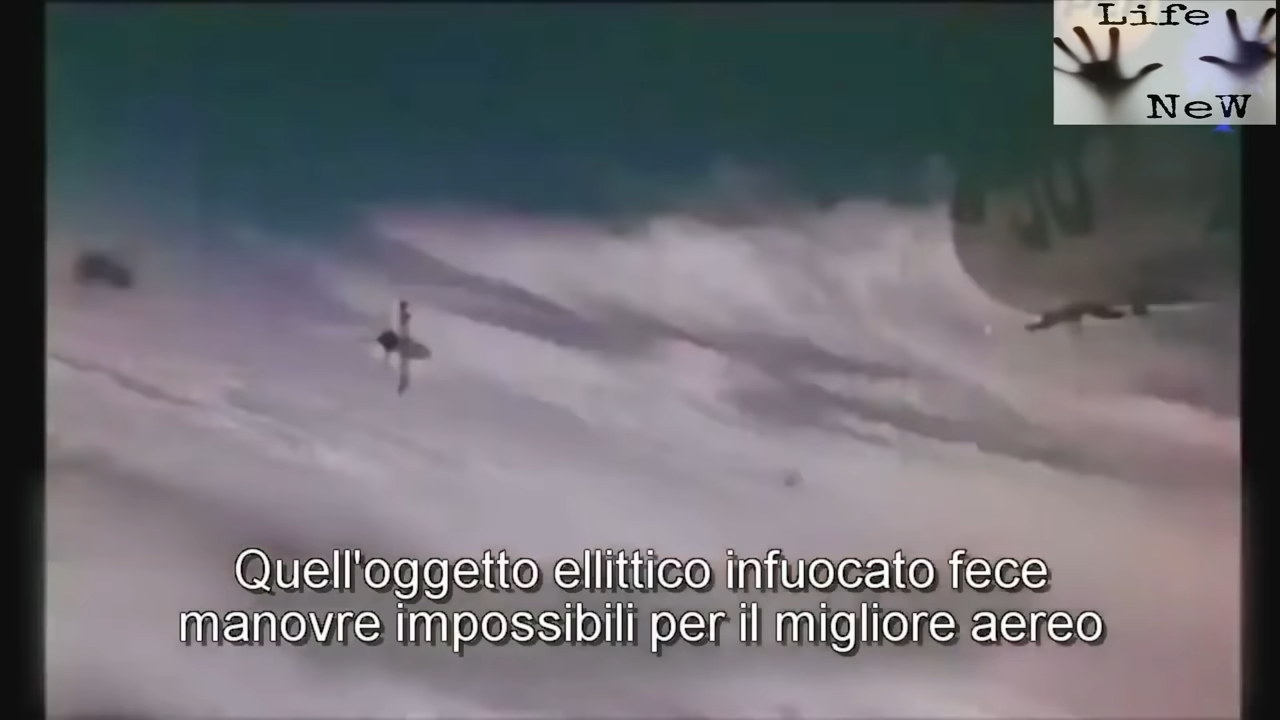 Life
NeW
Quell'oggetto ellittico infuocato fece
manovre impossibili per il migliore aereo